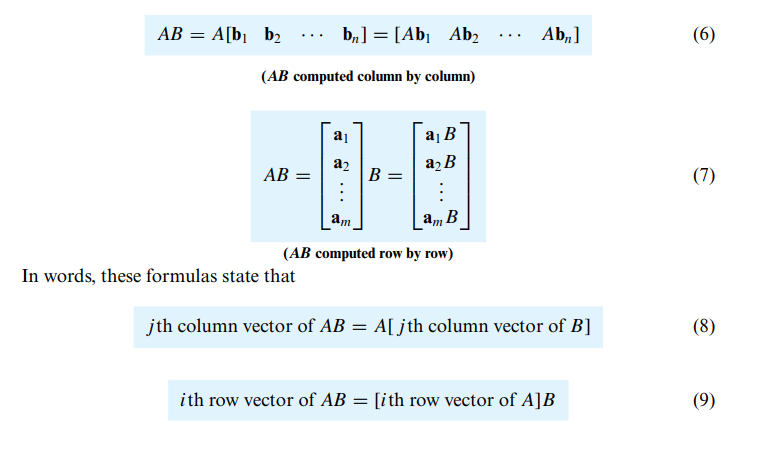 AB = A[b₁ b₂ ⋯ bₙ] = [Ab₁ Ab₂ ⋯ Abₙ] (6)
(AB computed column by column)
AB = [a₁ a₂ ⋮ aₘ] B = [a₁B a₂B ⋮ aₘB] (7)
(AB computed row by row)
In words, these formulas state that
jth column vector of AB = A[ jth column vector of B] (8)
ith row vector of AB = [ith row vector of A]B (9)